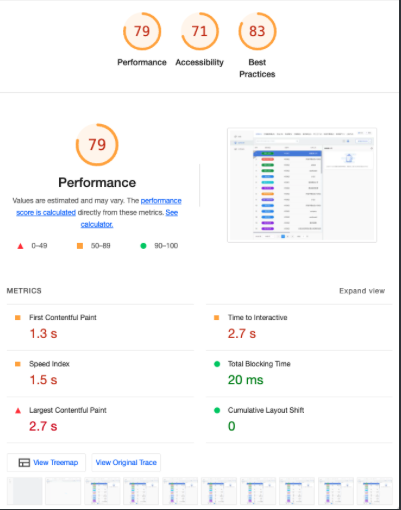 79
71
83
Performance
Accessibility
Best
Practices
79
Performance
Values are estimated and may vary. The performance
score is calculated directly from these metrics. See
calculator.
0–49
50–89
90–100
METRICS
Expand view
First Contentful Paint
1.3 s
Time to Interactive
2.7 s
Speed Index
1.5 s
Total Blocking Time
20 ms
Largest Contentful Paint
2.7 s
Cumulative Layout Shift
0
View Treemap
View Original Trace